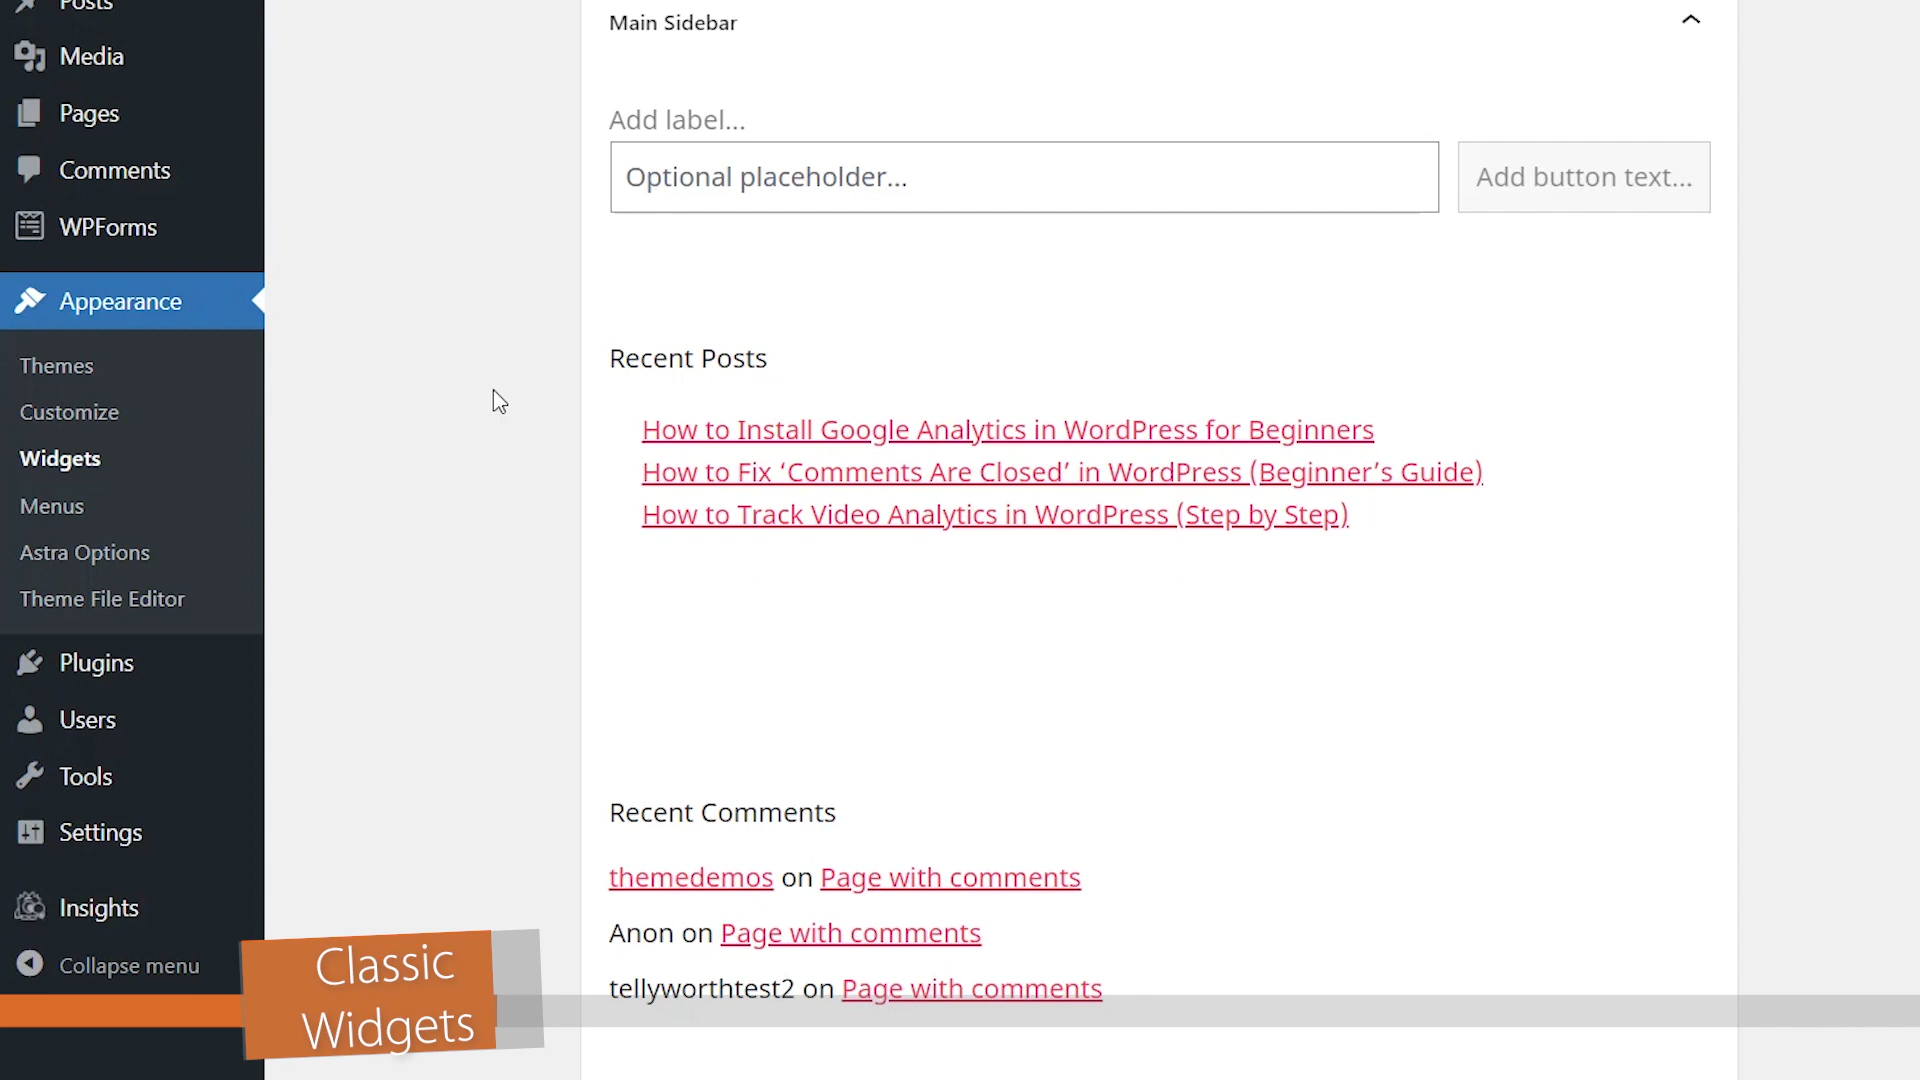 Posts
Media
Pages
Comments
WPForms
Appearance
Themes
Customize
Widgets
Menus
Astra Options
Theme File Editor
Plugins
Users
Tools
Settings
Insights
Collapse menu
Main Sidebar
Add label...
Optional placeholder...
Add button text...
Recent Posts
How to Install Google Analytics in WordPress for Beginners
How to Fix ‘Comments Are Closed’ in WordPress (Beginner’s Guide)
How to Track Video Analytics in WordPress (Step by Step)
Recent Comments
themedemos on Page with comments
Anon on Page with comments
tellyworthtest2 on Page with comments
Classic
Widgets